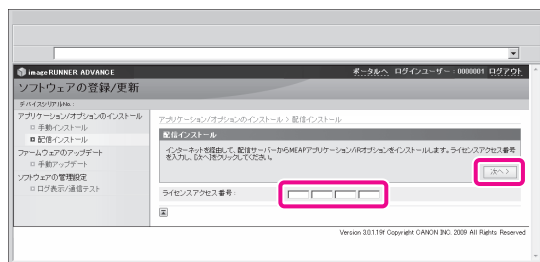 imageRUNNER ADVANCE
ポータルへ ログインユーザー : 0000001 ログアウト
ソフトウェアの登録/更新
デバイスシリアルNo. :
アプリケーション/オプションのインストール
手動インストール
配信インストール
ファームウェアのアップデート
手動アップデート
ソフトウェアの管理設定
ログ表示/通信テスト
アプリケーション/オプションのインストール > 配信インストール
配信インストール
インターネットを経由して、配信サーバーからMEAPアプリケーション/iRオプションをインストールします。ライセンスアクセス番号
を入力し、[次へ]をクリックしてください。
次へ >
ライセンスアクセス番号 :
Version 3.0.1.19f Copyright CANON INC. 2009 All Rights Reserved